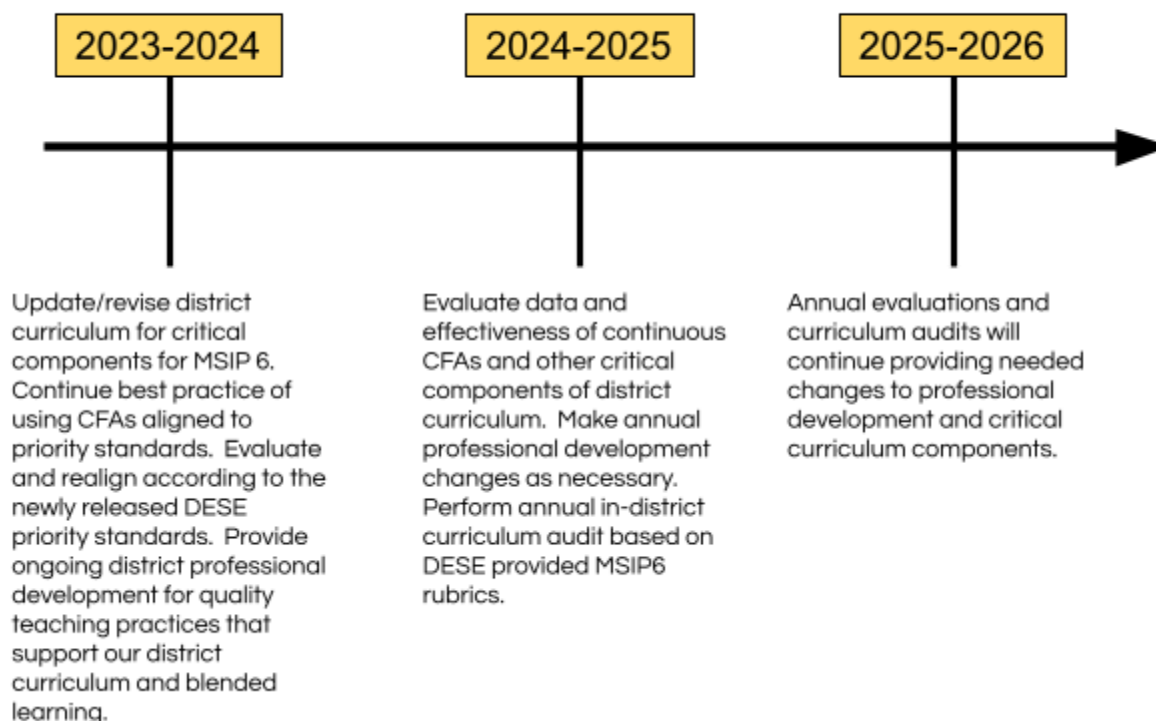 2023-2024
2024-2025
2025-2026
Update/revise district
curriculum for critical
components for MSIP 6.
Continue best practice of
using CFAs aligned to
priority standards.  Evaluate
and realign according to the
newly released DESE
priority standards.  Provide
ongoing district professional
development for quality
teaching practices that
support our district
curriculum and blended
learning.
Evaluate data and
effectiveness of continuous
CFAs and other critical
components of district
curriculum.  Make annual
professional development
changes as necessary.
Perform annual in-district
curriculum audit based on
DESE provided MSIP6
rubrics.
Annual evaluations and
curriculum audits will
continue providing needed
changes to professional
development and critical
curriculum components.